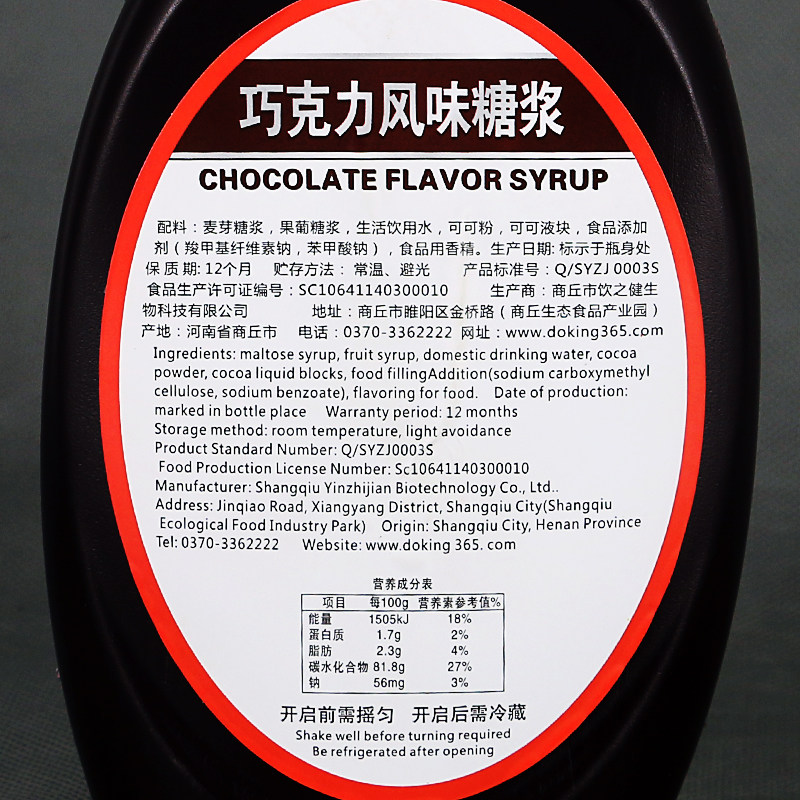 巧克力风味糖浆
CHOCOLATE FLAVOR SYRUP
配料：麦芽糖浆，果葡糖浆，生活饮用水，可可粉，可可液块，食品添加
剂（羧甲基纤维素钠，苯甲酸钠），食品用香精。生产日期: 标示于瓶身处
保 质 期: 12个月 贮存方法： 常温、避光 产品标准号：Q/SYZJ 0003S
食品生产许可证编号：SC10641140300010 生产商：商丘市饮之健生
物科技有限公司 地址：商丘市睢阳区金桥路（商丘生态食品产业园）
产地：河南省商丘市 电话：0370-3362222 网址：www.doking365.com
Ingredients: maltose syrup, fruit syrup, domestic drinking water, cocoa
powder, cocoa liquid blocks, food fillingAddition(sodium carboxymethyl
cellulose, sodium benzoate), flavoring for food. Date of production:
marked in bottle place Warranty period: 12 months
Storage method: room temperature, light avoidance
Product Standard Number: Q/SYZJ0003S
Food Production License Number: Sc10641140300010
Manufacturer: Shangqiu Yinzhijian Biotechnology Co., Ltd..
Address: Jinqiao Road, Xiangyang District, Shangqiu City(Shangqiu
Ecological Food Industry Park) Origin: Shangqiu City, Henan Province
Tel: 0370-3362222 Website: www.doking 365. com
营养成分表
项目 每100g 营养素参考值%
能量 1505kJ 18%
蛋白质 1.7g 2%
脂肪 2.3g 4%
碳水化合物 81.8g 27%
钠 56mg 3%
开启前需摇匀 开启后需冷藏
Shake well before turning required
Be refrigerated after opening